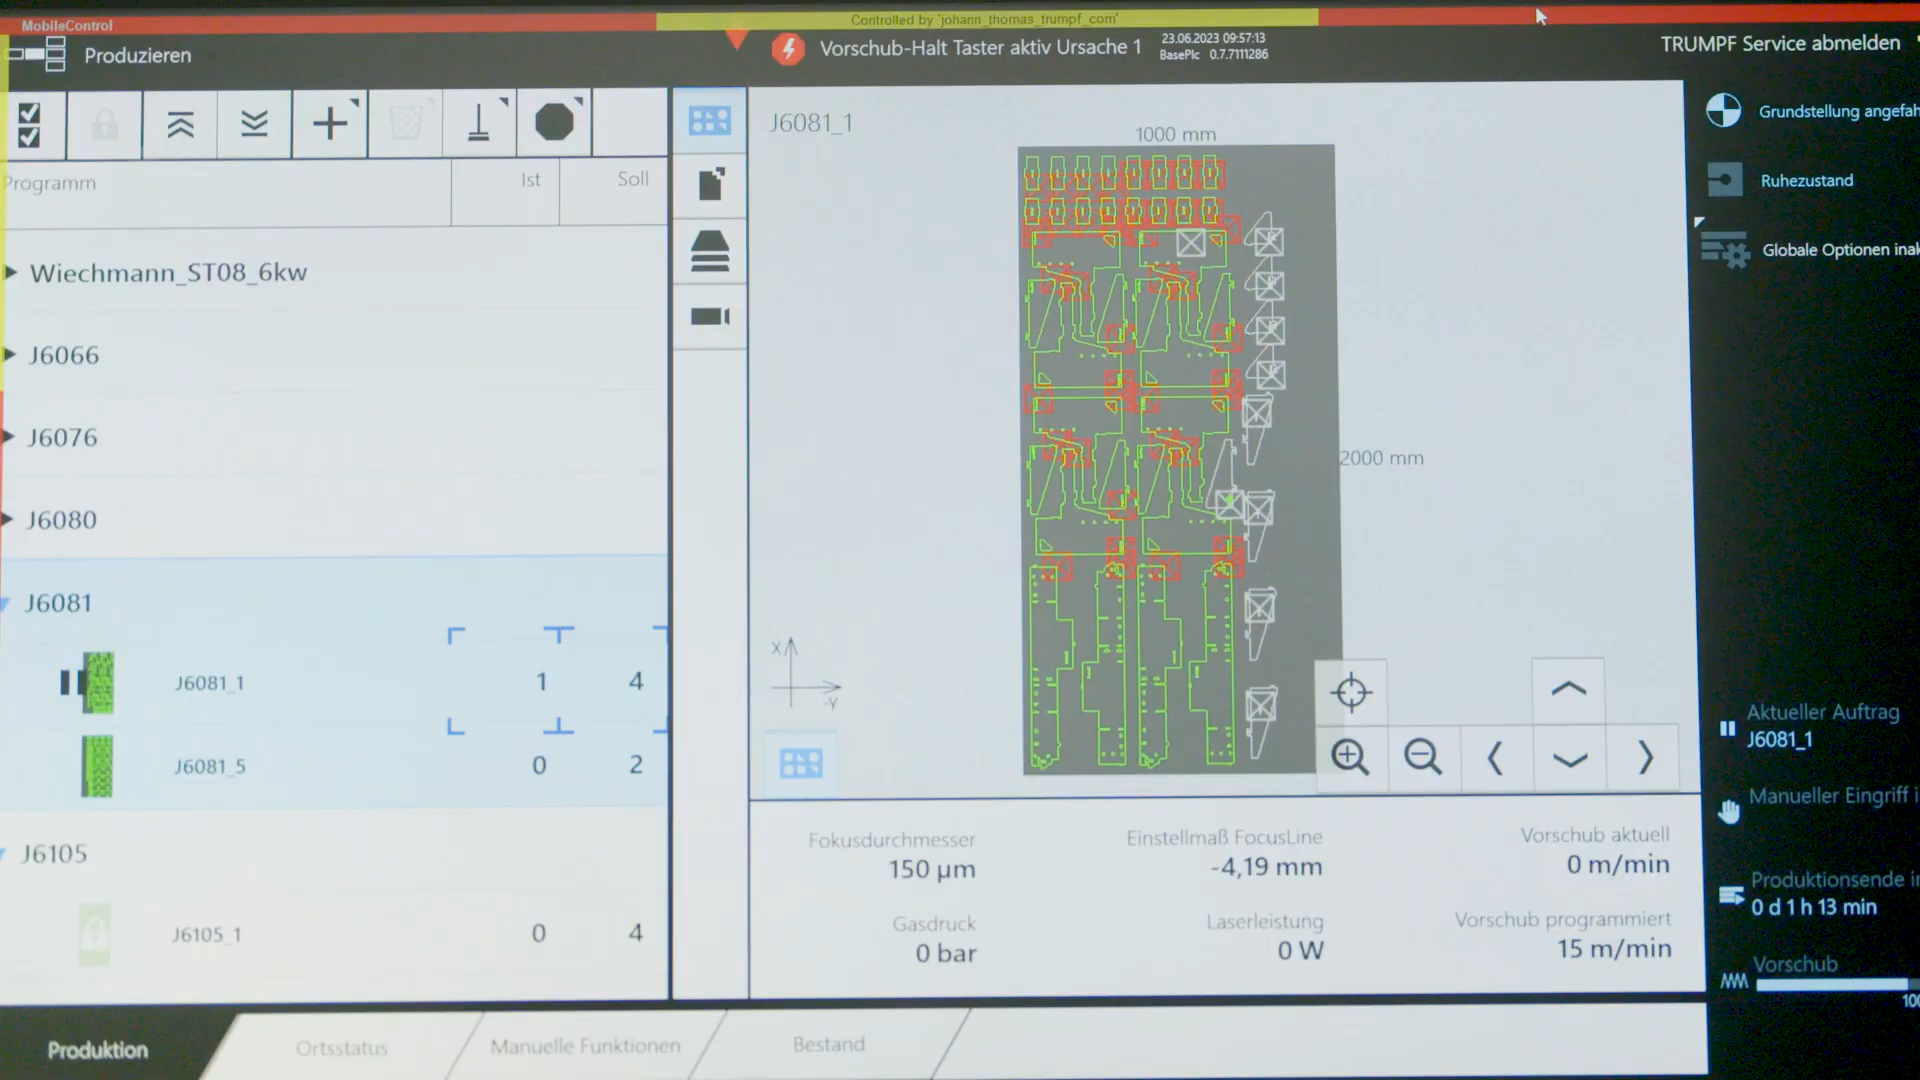 MobileControl
Controlled by 'johann_thomas_trumpf_com'
Produzieren
Vorschub-Halt Taster aktiv Ursache 1
23.06.2023 09:57:13
BasePlc 0.7.7111286
TRUMPF Service abmelden
Programm
Ist
Soll
Wiechmann_ST08_6kw
J6066
J6076
J6080
J6081
J6081_1
1
4
J6081_5
0
2
J6105
J6105_1
0
4
J6081_1
1000 mm
2000 mm
X
-Y
Fokusdurchmesser
150 µm
Einstellmaß FocusLine
-4,19 mm
Vorschub aktuell
0 m/min
Gasdruck
0 bar
Laserleistung
0 W
Vorschub programmiert
15 m/min
Grundstellung angefah
Ruhezustand
Globale Optionen inak
Aktueller Auftrag
J6081_1
Manueller Eingriff i
Produktionsende in
0 d 1 h 13 min
Vorschub
100
Produktion
Ortsstatus
Manuelle Funktionen
Bestand